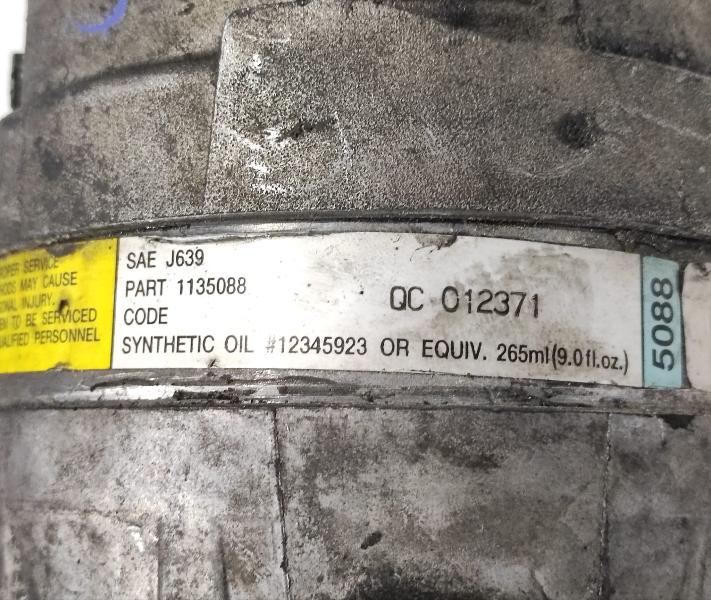 SERVICE
MAY CAUSE
INJURY.
TO BE SERVICED
PERSONNEL
SAE J639
PART 1135088
CODE
QC 012371
SYNTHETIC OIL #12345923 OR EQUIV. 265ml(9.0fl.oz.)
5088